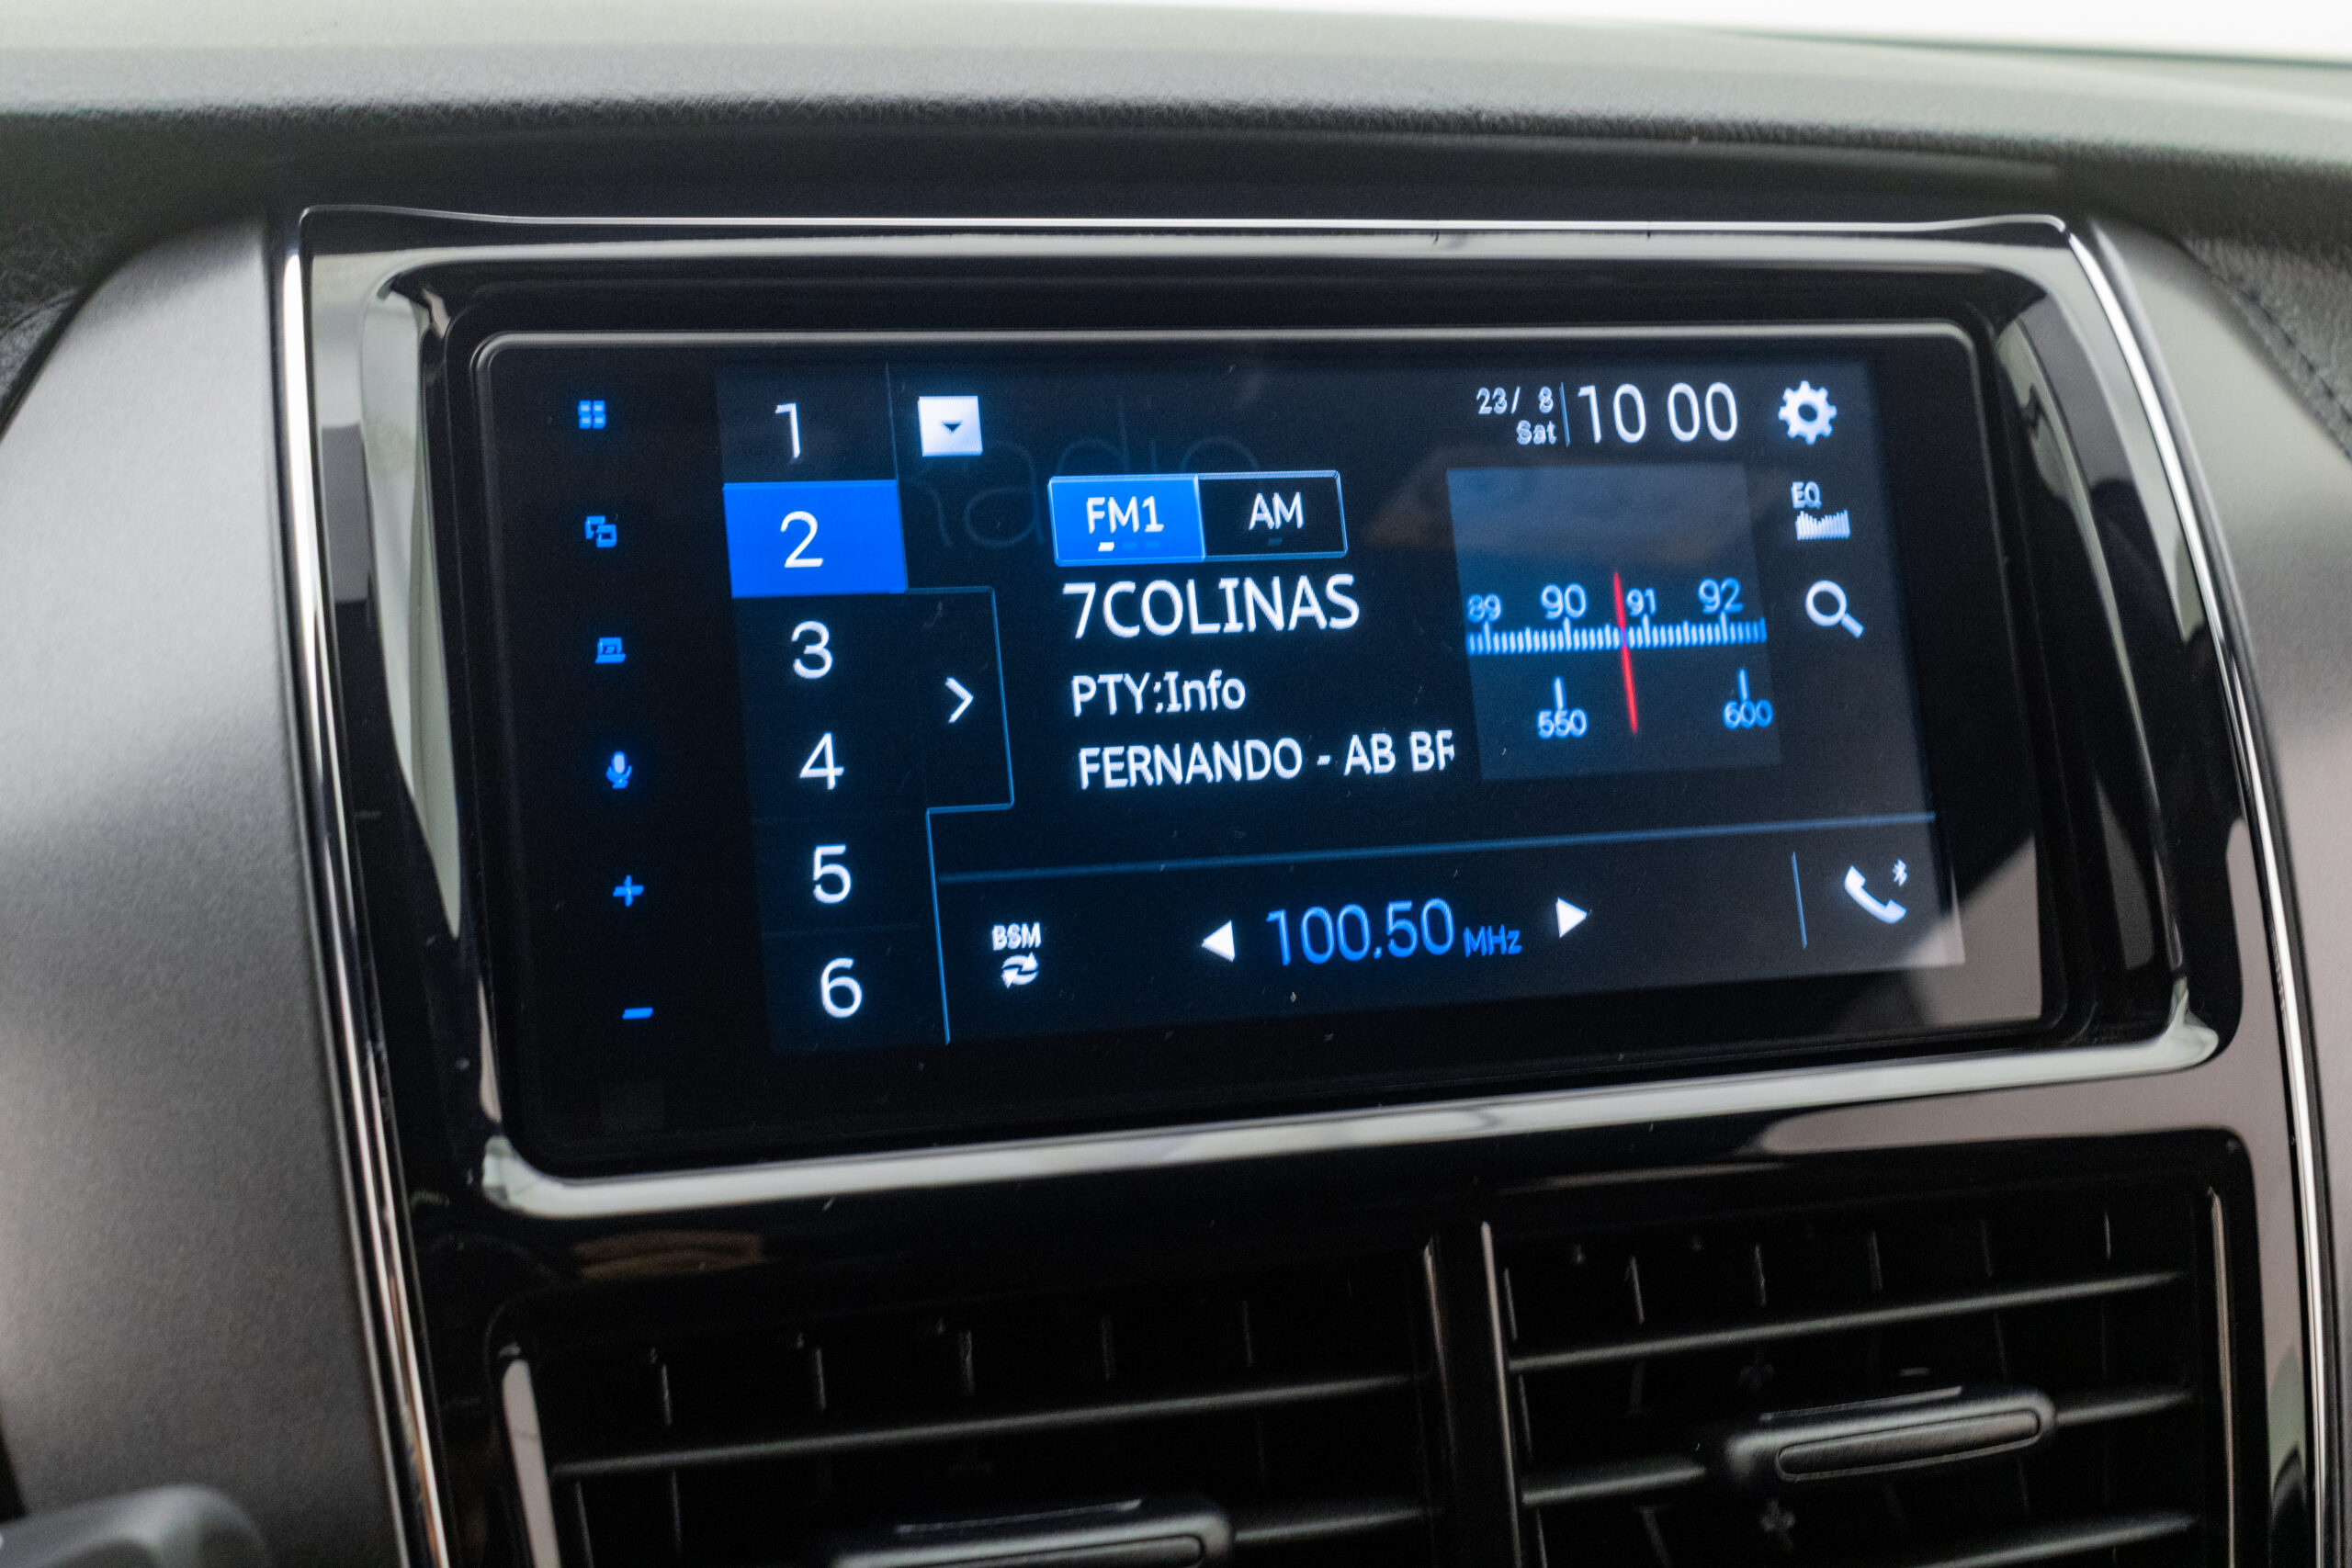 1
2
3
4
5
6
Radio
23/ 8
Sat
10 00
FM1 AM
7COLINAS
PTY:Info
FERNANDO - AB BF
EQ
89 90 91 92
550 600
BSM
100.50 MHz